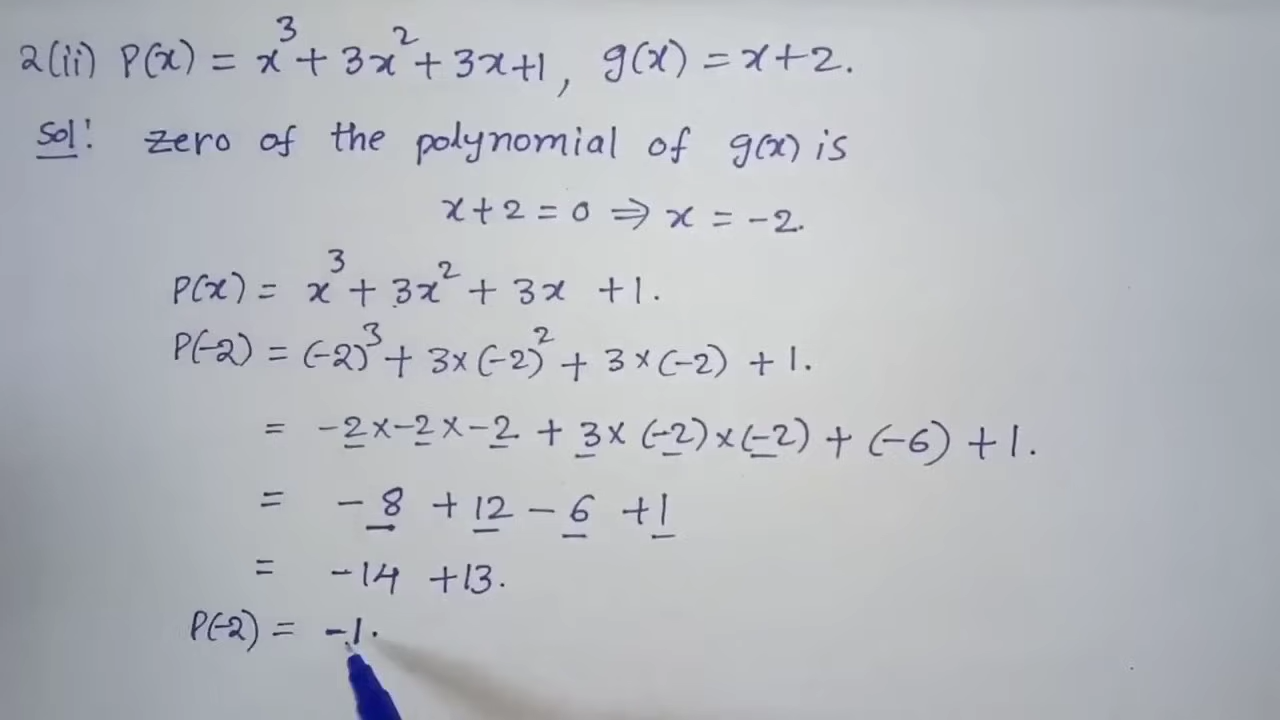 2(ii) P(x) = x³ + 3x² + 3x+1, g(x) = x+2.
Sol: zero of the polynomial of g(x) is
x+2 = 0 ⇒ x = -2.
P(x) = x³ + 3x² + 3x +1.
P(-2) = (-2)³ + 3×(-2)² + 3×(-2) + 1.
= -2×-2×-2 + 3×(-2)×(-2) + (-6) + 1.
= -8 + 12 - 6 + 1
= -14 +13.
P(-2) = -1.